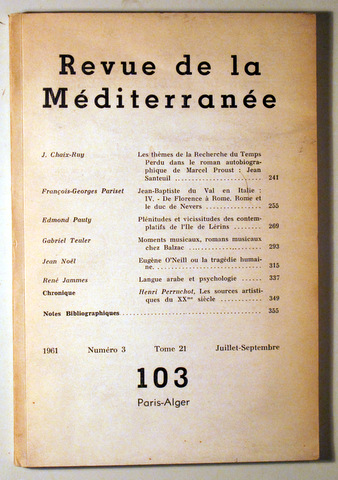 Revue de la
Méditerranée
J. Chaix-Ruy Les thèmes de la Recherche du Temps
Perdu dans le roman autobiogra-
phique de Marcel Proust : Jean
Santeuil ........................ 241
François-Georges Pariset Jean-Baptiste du Val en Italie :
IV. - De Florence à Rome. Rome et
le duc de Nevers ................ 255
Edmond Pauty Plénitudes et vicissitudes des contem-
platifs de l'Ile de Lérins ........ 269
Gabriel Tenler Moments musicaux, romans musicaux
chez Balzac .................... 293
Jean Noël Eugène O'Neill ou la tragédie humai-
ne. ............................ 315
René Jammes Langue arabe et psychologie ........ 337
Chronique Henri Perruchot, Les sources artisti-
ques du XXme siècle ............ 349
Notes Bibliographiques ........................ 355
1961 Numéro 3 Tome 21 Juillet-Septembre
103
Paris-Alger